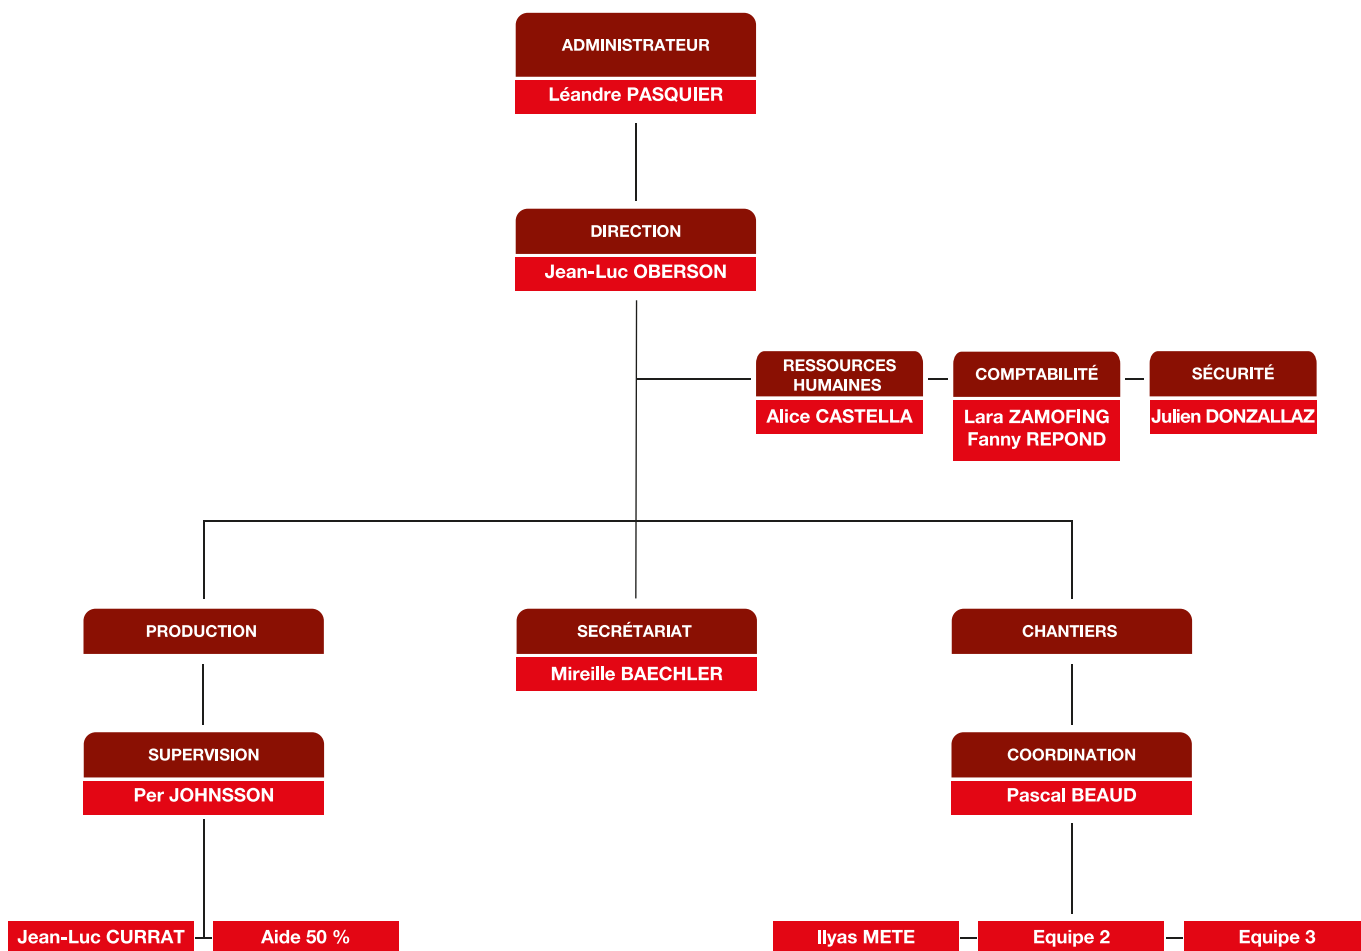 ADMINISTRATEUR
Léandre PASQUIER
DIRECTION
Jean-Luc OBERSON
RESSOURCES
HUMAINES
Alice CASTELLA
COMPTABILITÉ
Lara ZAMOFING
Fanny REPOND
SÉCURITÉ
Julien DONZALLAZ
PRODUCTION
SECRÉTARIAT
Mireille BAECHLER
CHANTIERS
SUPERVISION
Per JOHNSSON
COORDINATION
Pascal BEAUD
Jean-Luc CURRAT
Aide 50 %
Ilyas METE
Equipe 2
Equipe 3